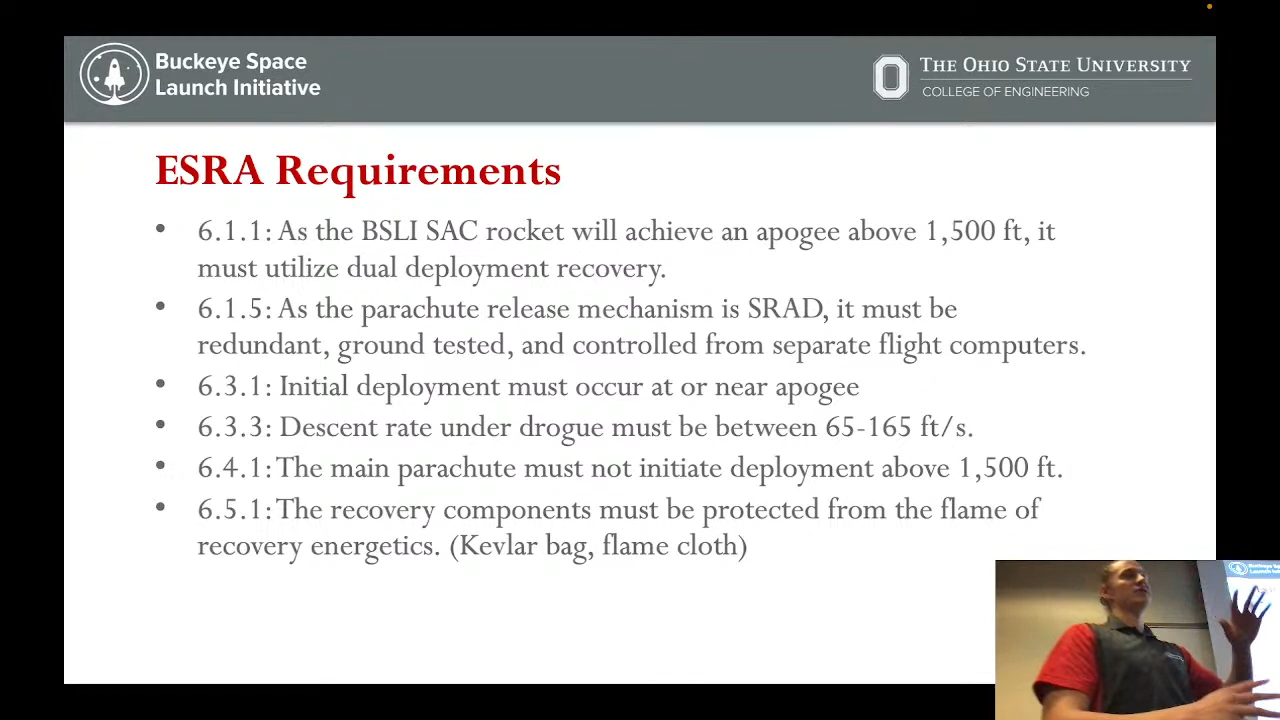 Buckeye Space
Launch Initiative
THE OHIO STATE UNIVERSITY
COLLEGE OF ENGINEERING
ESRA Requirements
• 6.1.1: As the BSLI SAC rocket will achieve an apogee above 1,500 ft, it
must utilize dual deployment recovery.
• 6.1.5: As the parachute release mechanism is SRAD, it must be
redundant, ground tested, and controlled from separate flight computers.
• 6.3.1: Initial deployment must occur at or near apogee
• 6.3.3: Descent rate under drogue must be between 65-165 ft/s.
• 6.4.1: The main parachute must not initiate deployment above 1,500 ft.
• 6.5.1: The recovery components must be protected from the flame of
recovery energetics. (Kevlar bag, flame cloth)